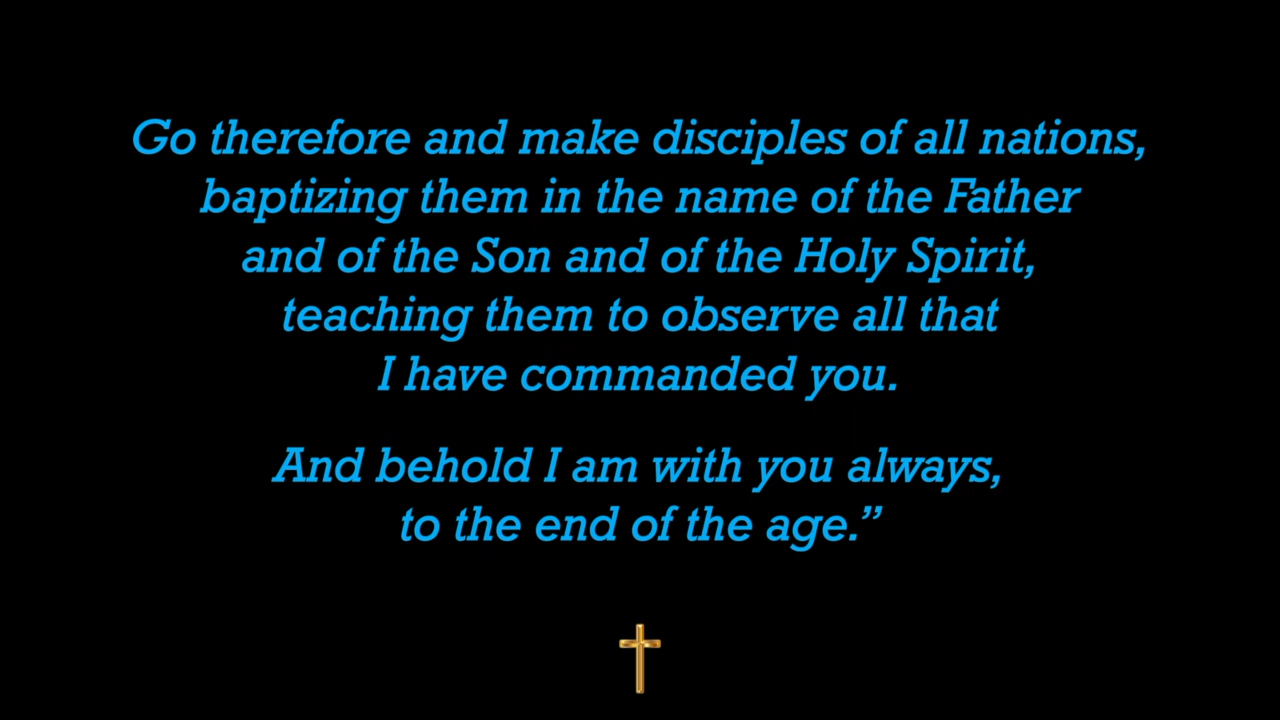 Go therefore and make disciples of all nations,
baptizing them in the name of the Father
and of the Son and of the Holy Spirit,
teaching them to observe all that
I have commanded you.
And behold I am with you always,
to the end of the age.”